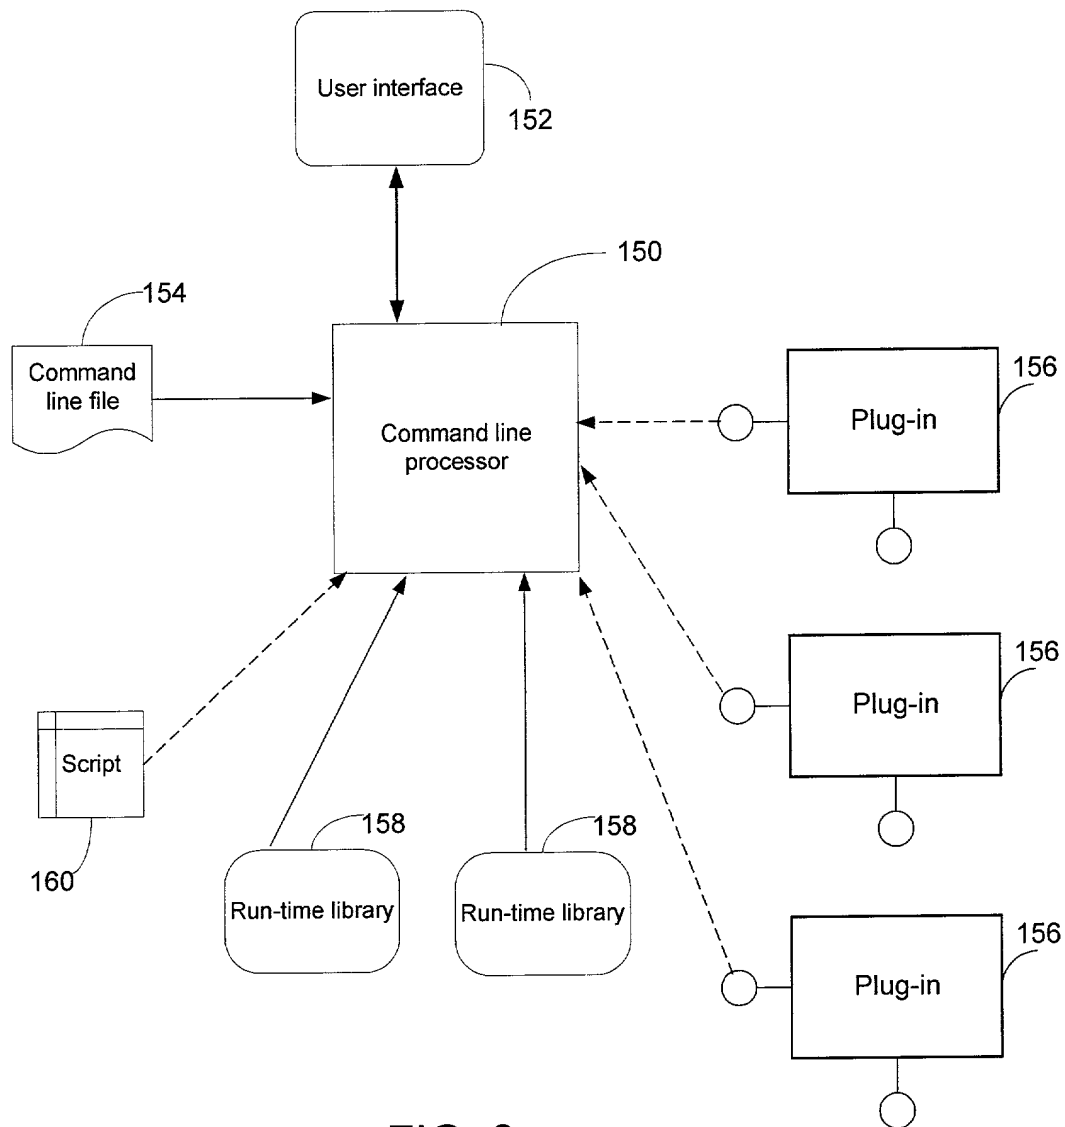 User interface
152
150
154
Command
line file
Command line
processor
156
Plug-in
156
Plug-in
Script
160
158
Run-time library
158
Run-time library
156
Plug-in